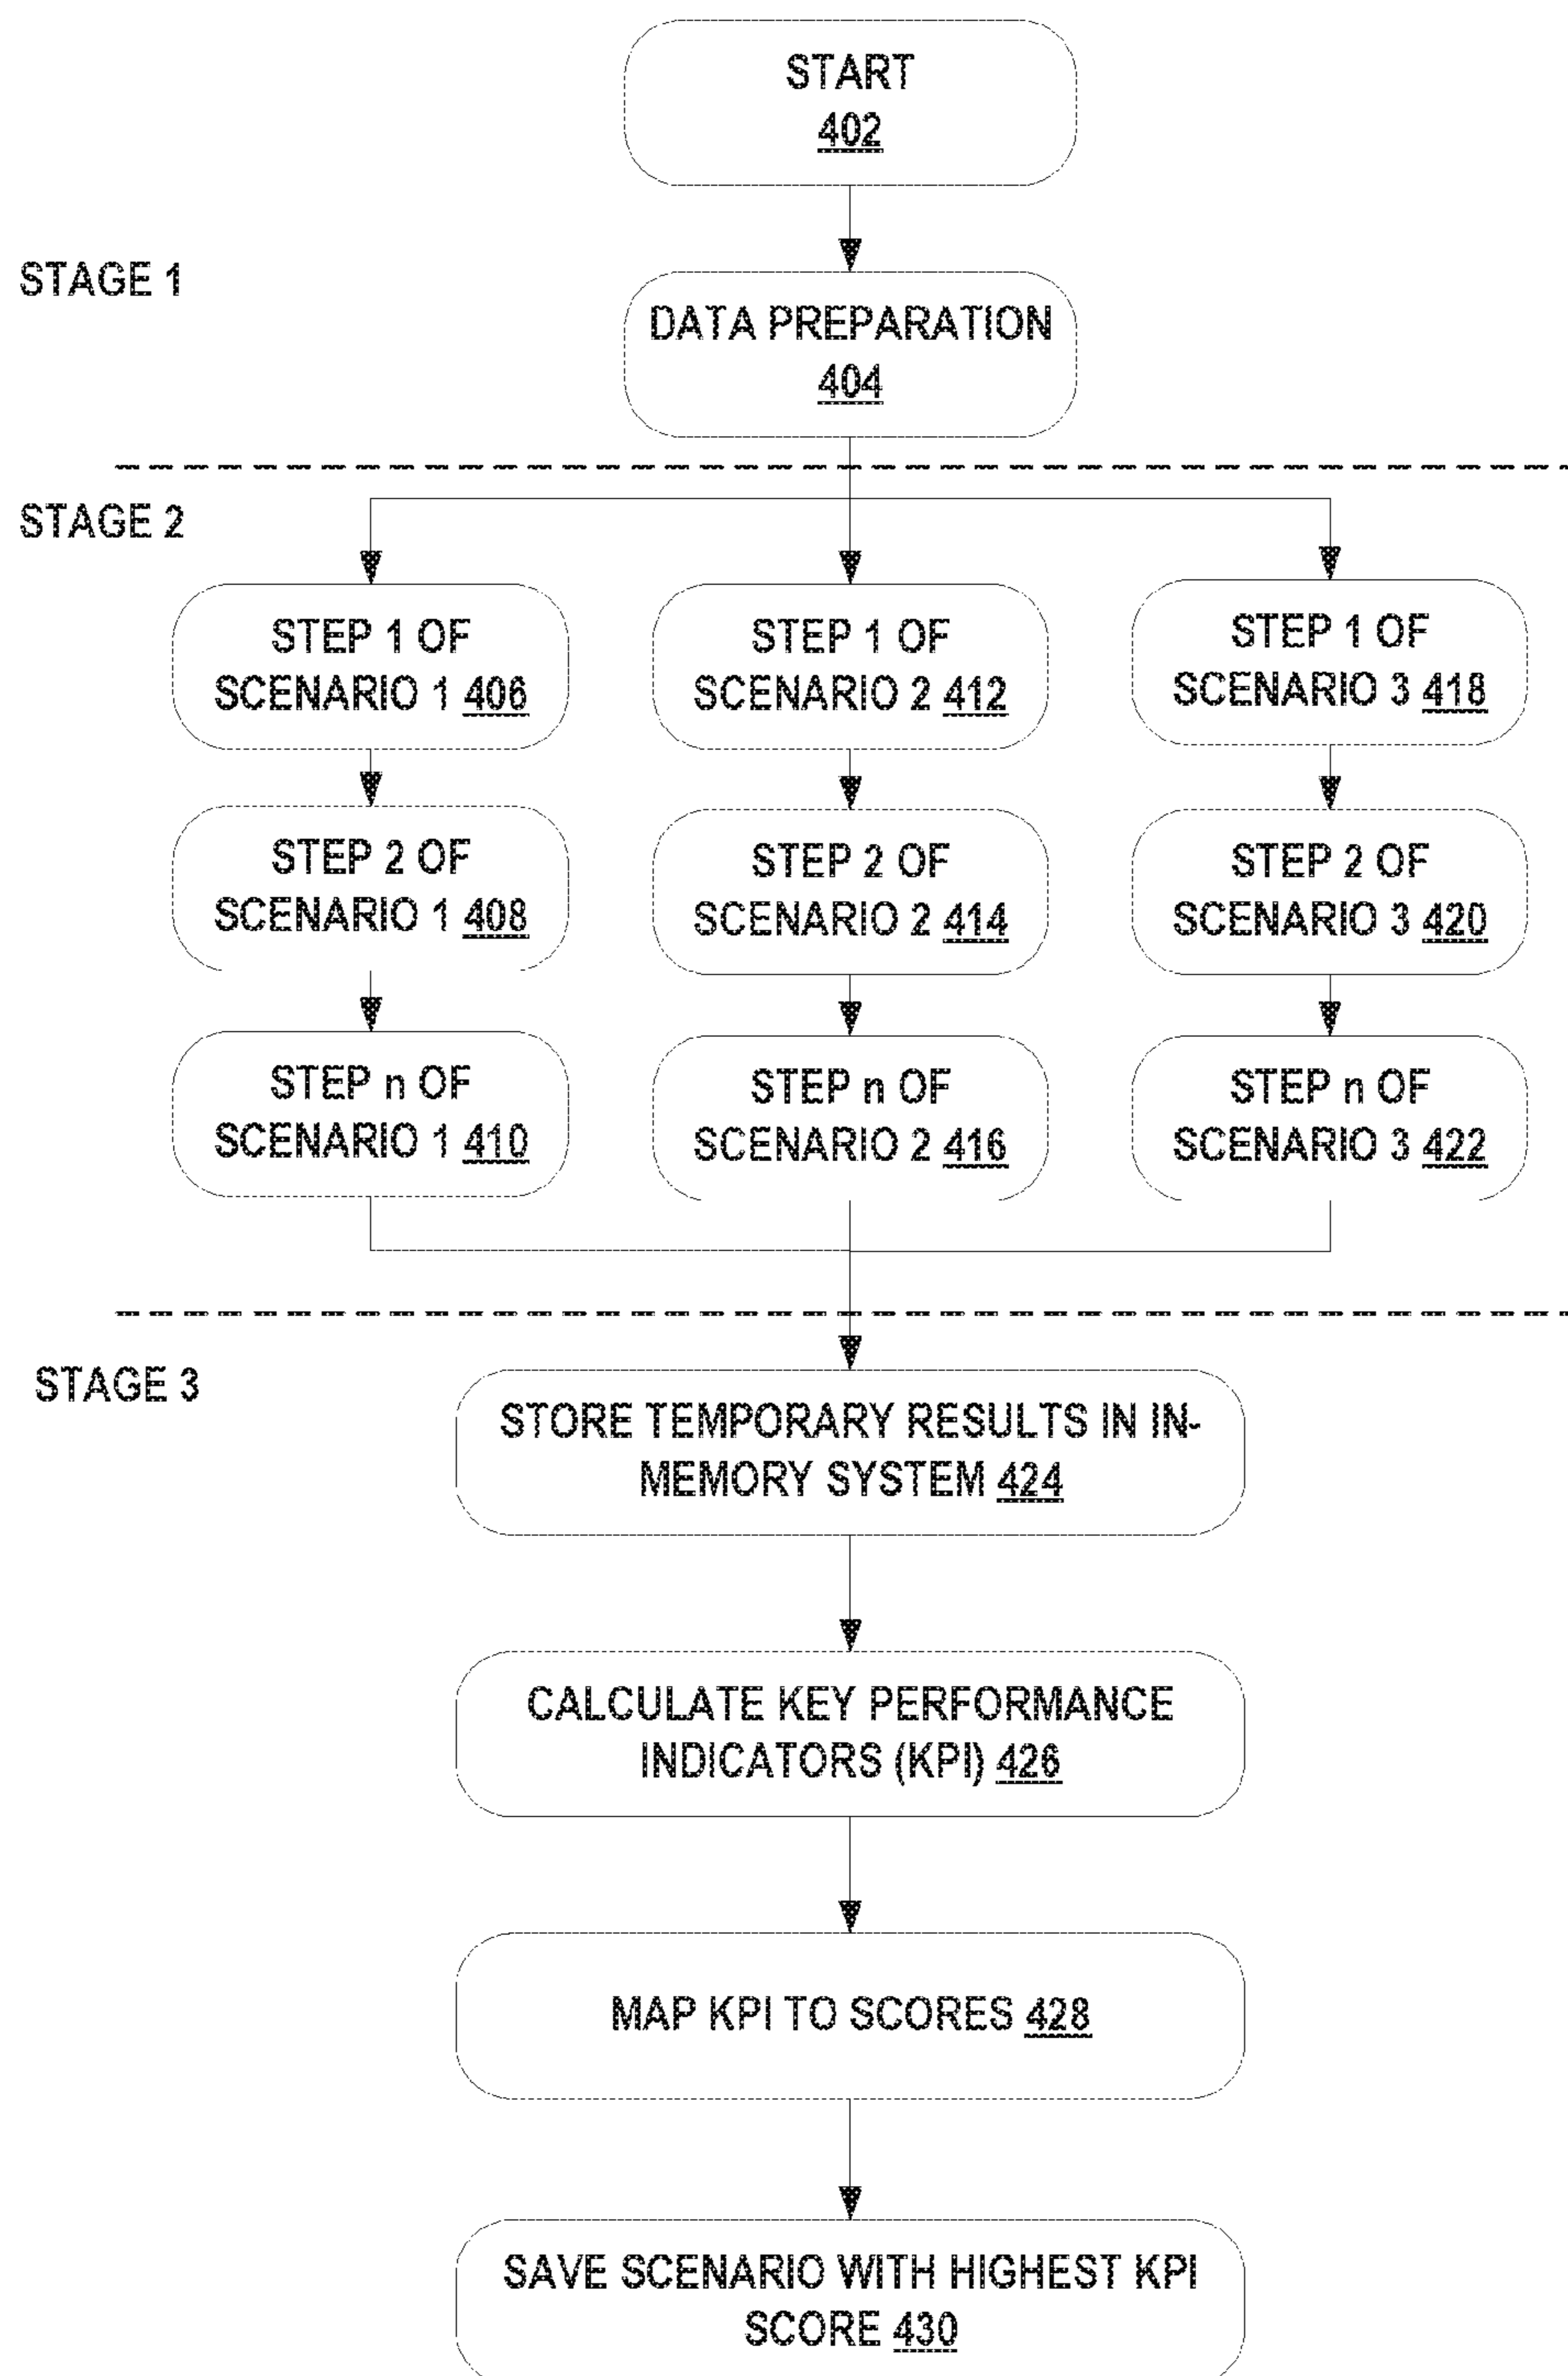 START
402
STAGE 1
DATA PREPARATION
404
STAGE 2
STEP 1 OF
SCENARIO 1 406
STEP 1 OF
SCENARIO 2 412
STEP 1 OF
SCENARIO 3 418
STEP 2 OF
SCENARIO 1 408
STEP 2 OF
SCENARIO 2 414
STEP 2 OF
SCENARIO 3 420
STEP n OF
SCENARIO 1 410
STEP n OF
SCENARIO 2 416
STEP n OF
SCENARIO 3 422
STAGE 3
STORE TEMPORARY RESULTS IN IN-
MEMORY SYSTEM 424
CALCULATE KEY PERFORMANCE
INDICATORS (KPI) 426
MAP KPI TO SCORES 428
SAVE SCENARIO WITH HIGHEST KPI
SCORE 430